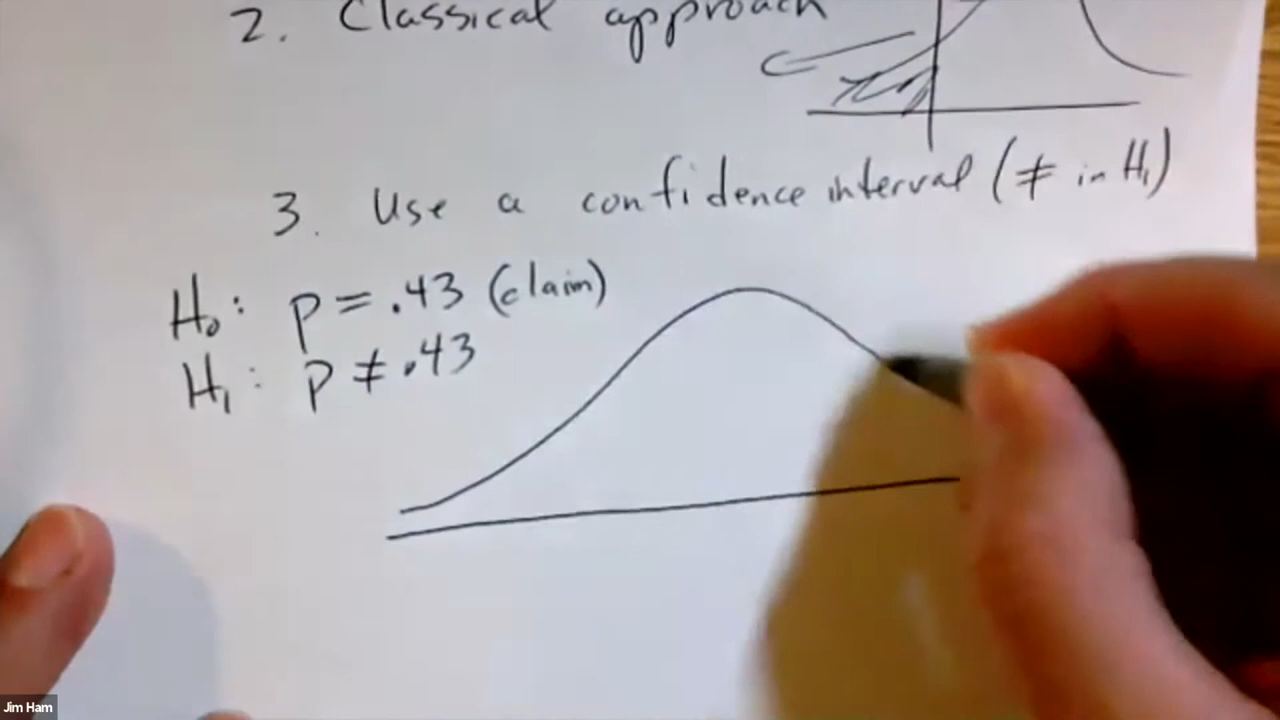 2. Classical approach
3. Use a confidence interval (≠ in H₁)
H₀: p = .43 (claim)
H₁: p ≠ .43
Jim Ham